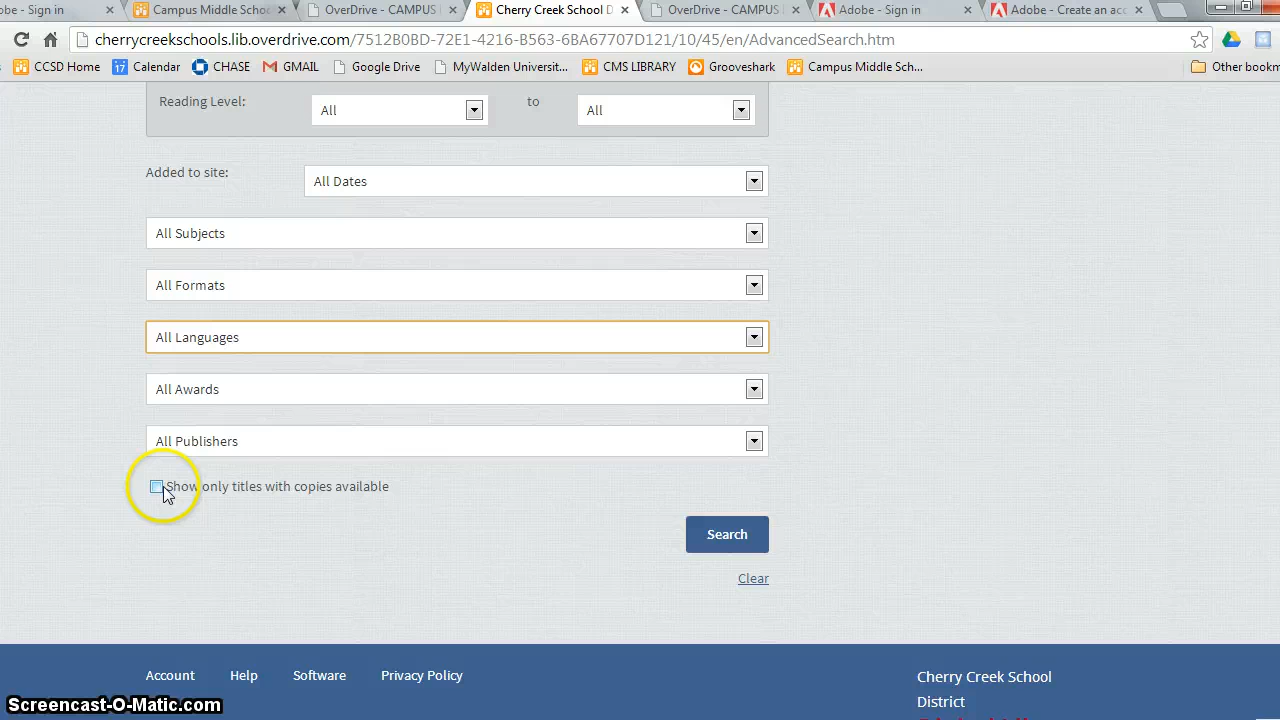 obe - Sign in
Campus Middle Schoo
OverDrive - CAMPUS
Cherry Creek School D
OverDrive - CAMPUS
Adobe - Sign in
Adobe - Create an acc
cherrycreekschools.lib.overdrive.com/7512B0BD-72E1-4216-B563-9BA67707D121/10/45/en/AdvancedSearch.htm
CCSD Home
17 Calendar
CHASE
GMAIL
Google Drive
MyWalden Universit...
CMS LIBRARY
Grooveshark
Campus Middle Sch...
Other bookm
Reading Level:
All
to
All
Added to site:
All Dates
All Subjects
All Formats
All Languages
All Awards
All Publishers
Show only titles with copies available
Search
Clear
Account
Help
Software
Privacy Policy
Cherry Creek School
District
Screencast-O-Matic.com